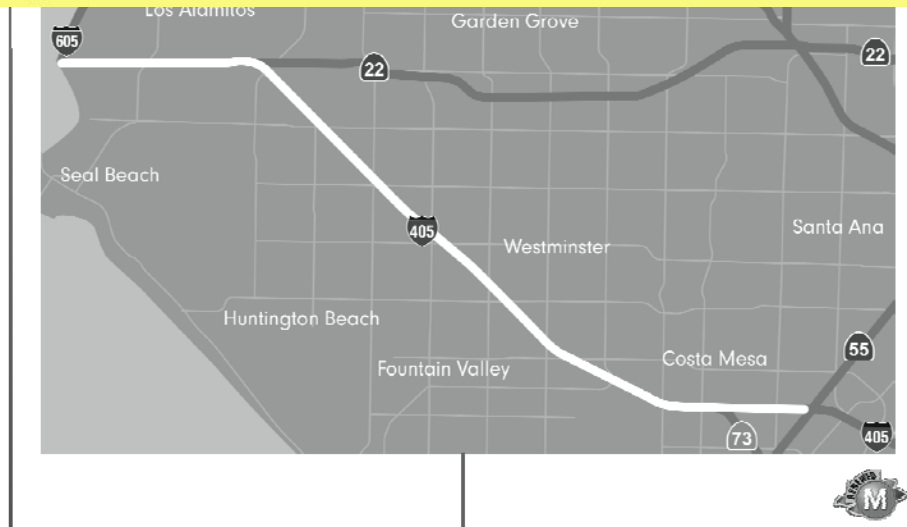 Los Alamitos
Garden Grove
605
22
22
Seal Beach
405
Santa Ana
Westminster
Huntington Beach
55
Costa Mesa
Fountain Valley
73
405
RENEWED
M